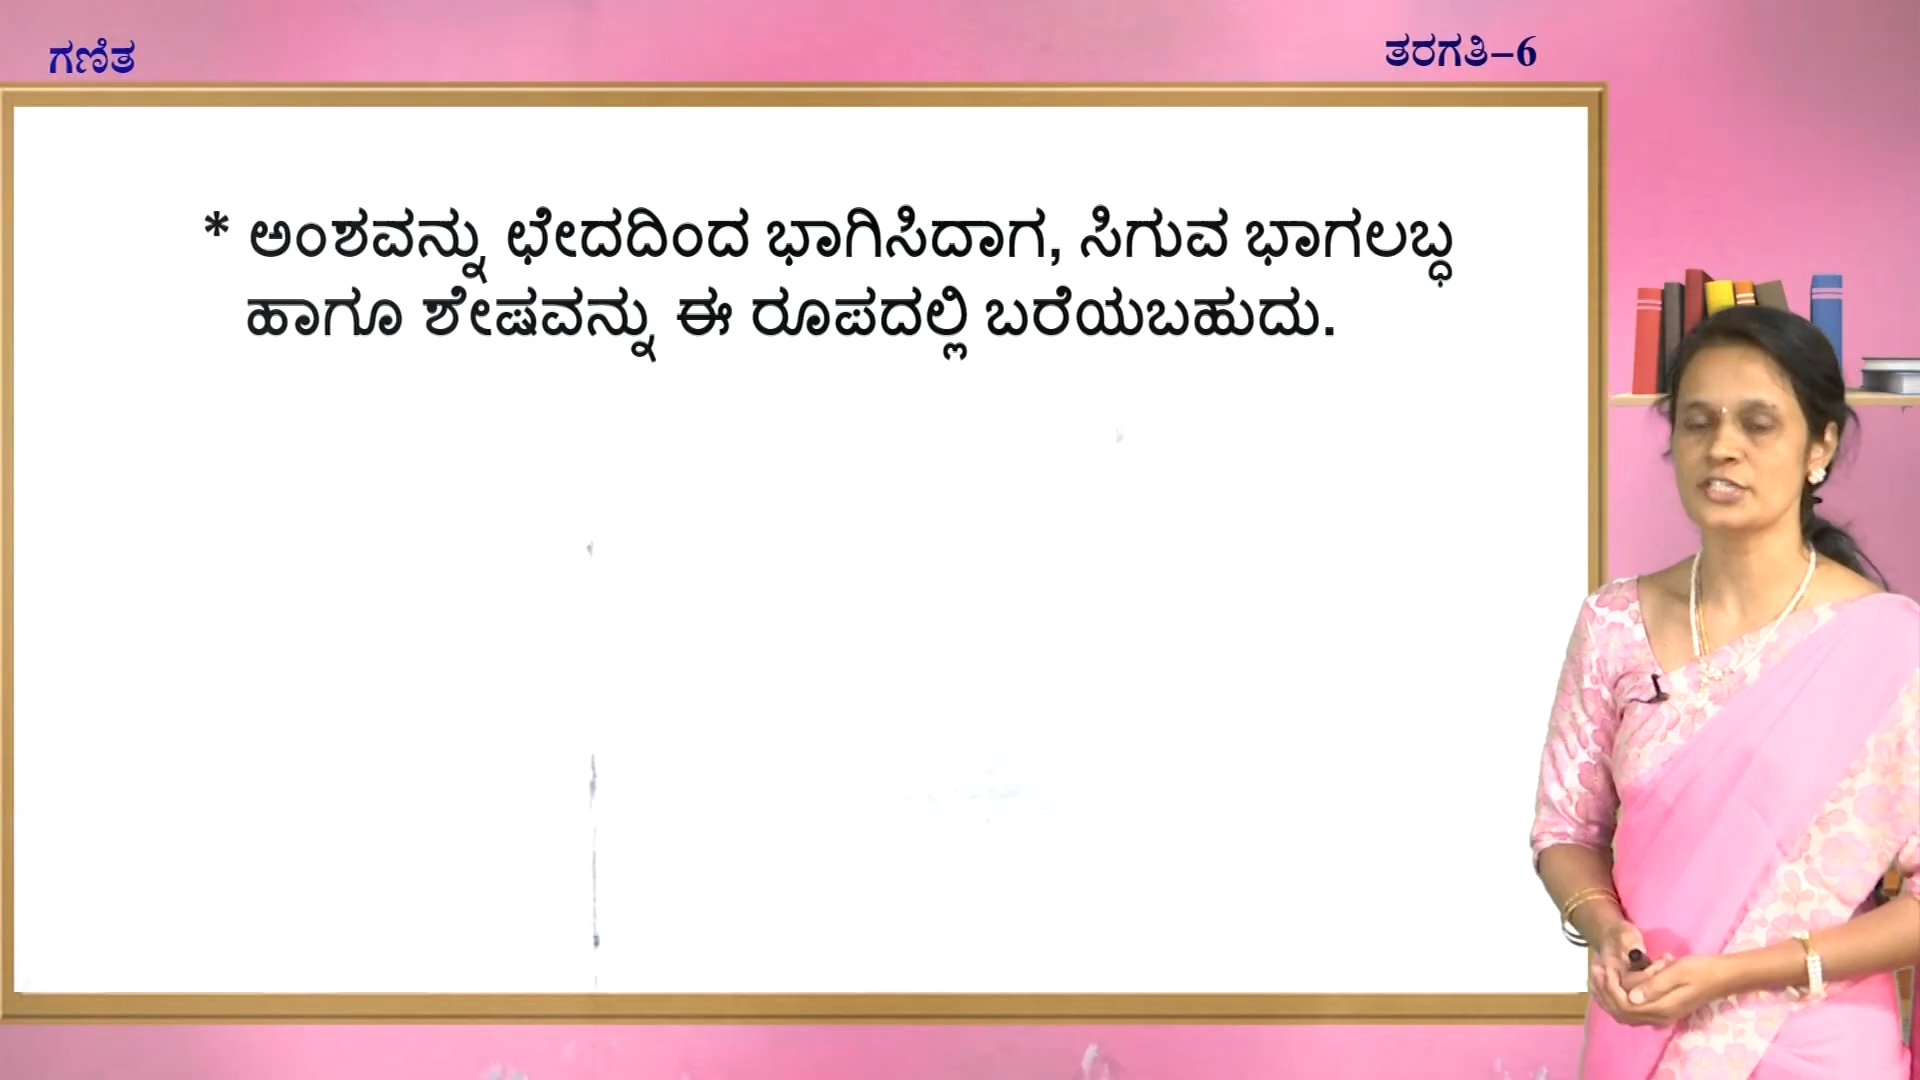 ಗಣಿತ
ತರಗತಿ–6
* ಅಂಶವನ್ನು ಛೇದದಿಂದ ಭಾಗಿಸಿದಾಗ, ಸಿಗುವ ಭಾಗಲಬ್ಧ
ಹಾಗೂ ಶೇಷವನ್ನು ಈ ರೂಪದಲ್ಲಿ ಬರೆಯಬಹುದು.